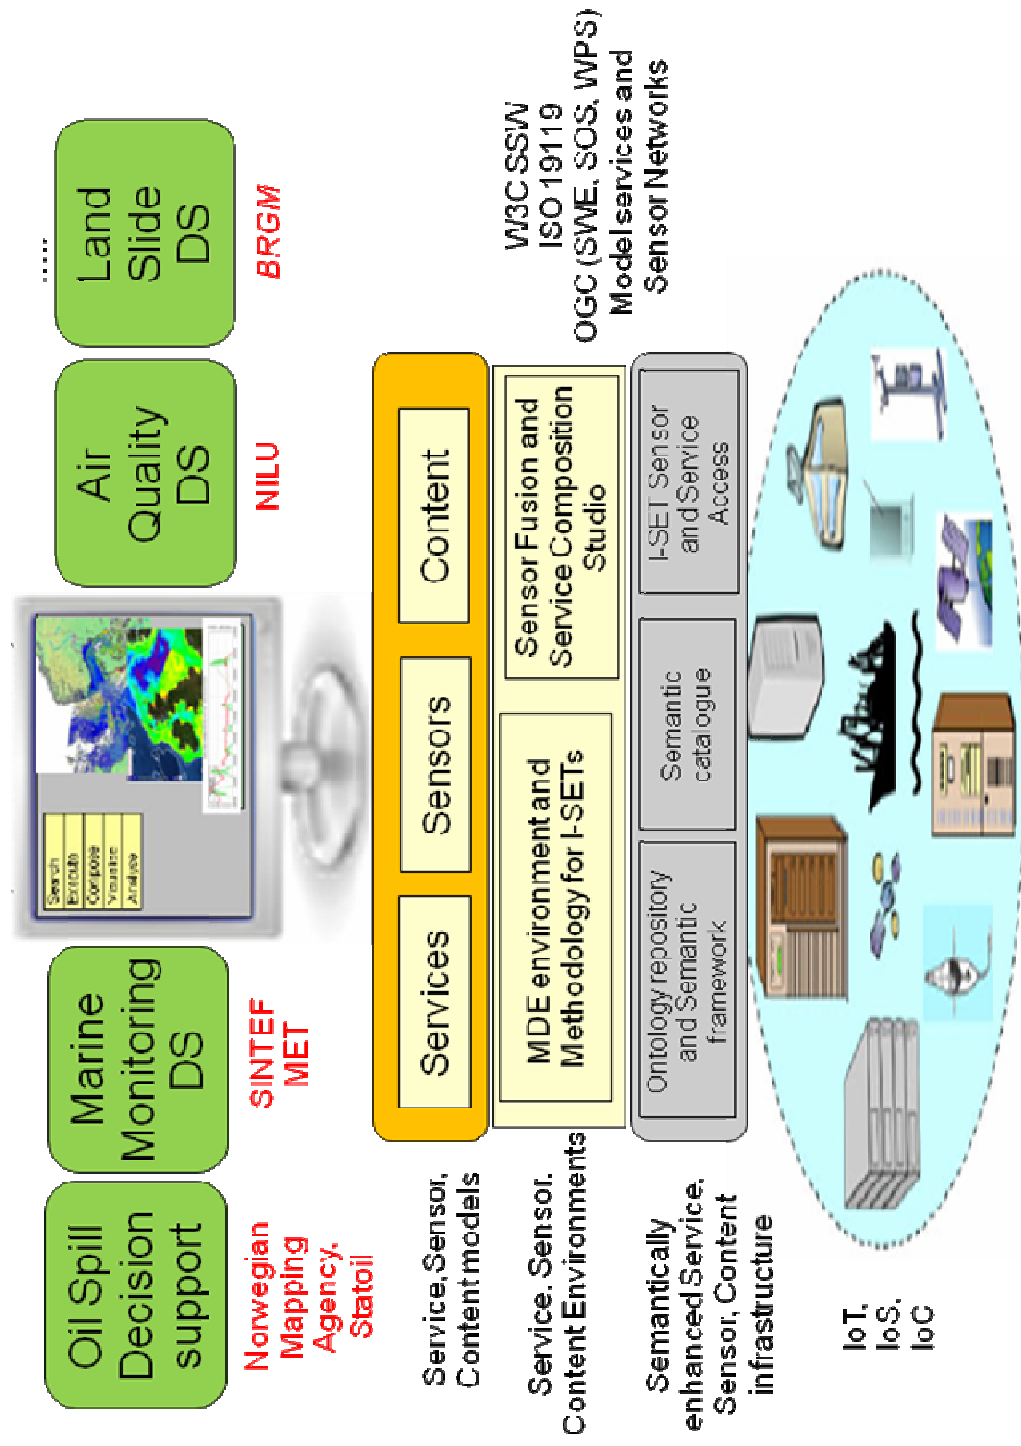 Oil Spill
Decision
support
Marine
Monitoring
DS
Search
Execute
Compose
Visualise
Analyse
Air
Quality
DS
Land
Slide
DS
.....
Norwegian
Mapping
Agency,
Statoil
SINTEF
MET
NILU
BRGM
Service, Sensor,
Content models
Services
Sensors
Content
Service, Sensor,
Content Environments
MDE environment and
Methodology for I-SETs
Sensor Fusion and
Service Composition
Studio
W3C SSW
ISO 19119
OGC (SWE, SOS, WPS)
Model services and
Sensor Networks
Semantically
enhanced Service,
Sensor, Content
infrastructure
Ontology repository
and Semantic
framework
Semantic
catalogue
I-SET Sensor
and Service
Access
IoT,
IoS,
IoC